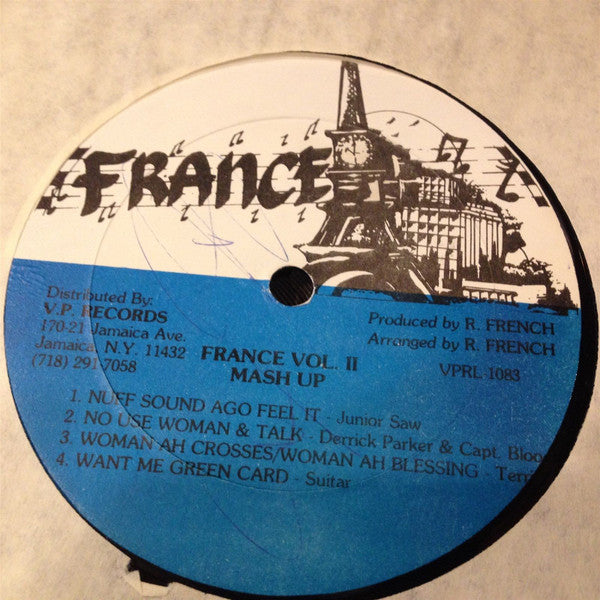 FRANCE
Distributed By:
V.P. RECORDS
170-21 Jamaica Ave.
Jamaica, N.Y. 11432
(718) 291-7058
Produced by R. FRENCH
Arranged by R. FRENCH
VPRL 1083
FRANCE VOL. II
MASH UP
1. NUFF SOUND AGO FEEL IT - Junior Saw
2. NO USE WOMAN & TALK - Derrick Parker & Capt.
3. WOMAN AH CROSSES/WOMAN AH BLESSING -
4. WANT ME GREEN CARD - Suitar